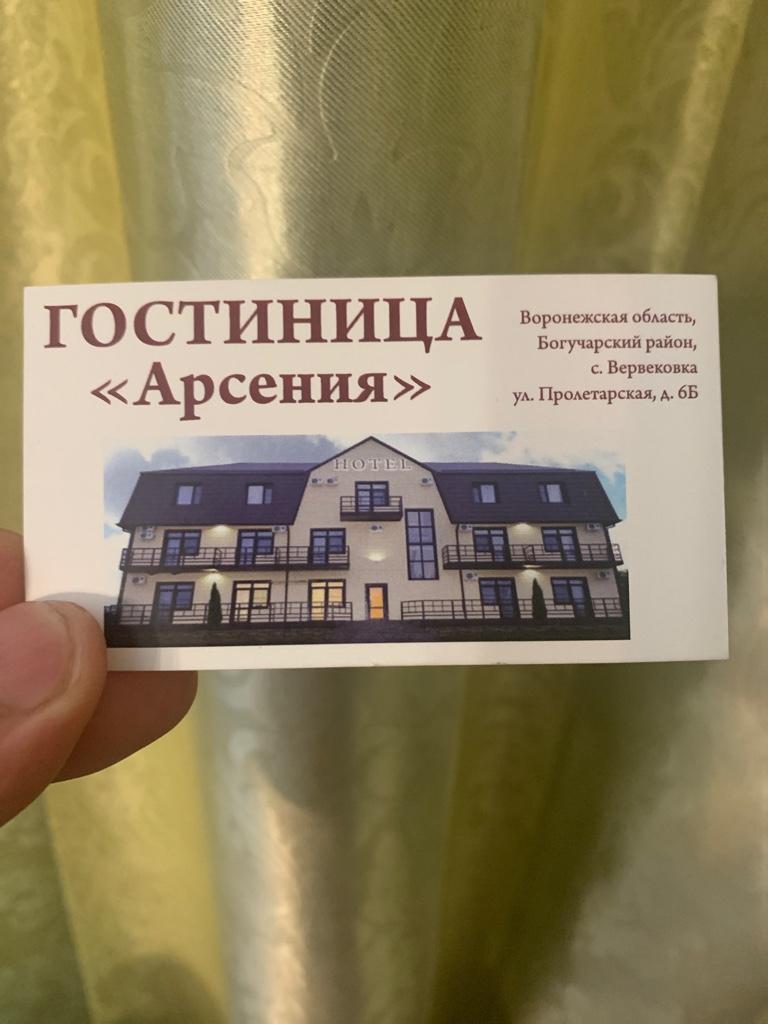 ГОСТИНИЦА
«Арсения»
Воронежская область,
Богучарский район,
с. Вервековка
ул. Пролетарская, д. 6Б
HOTEL